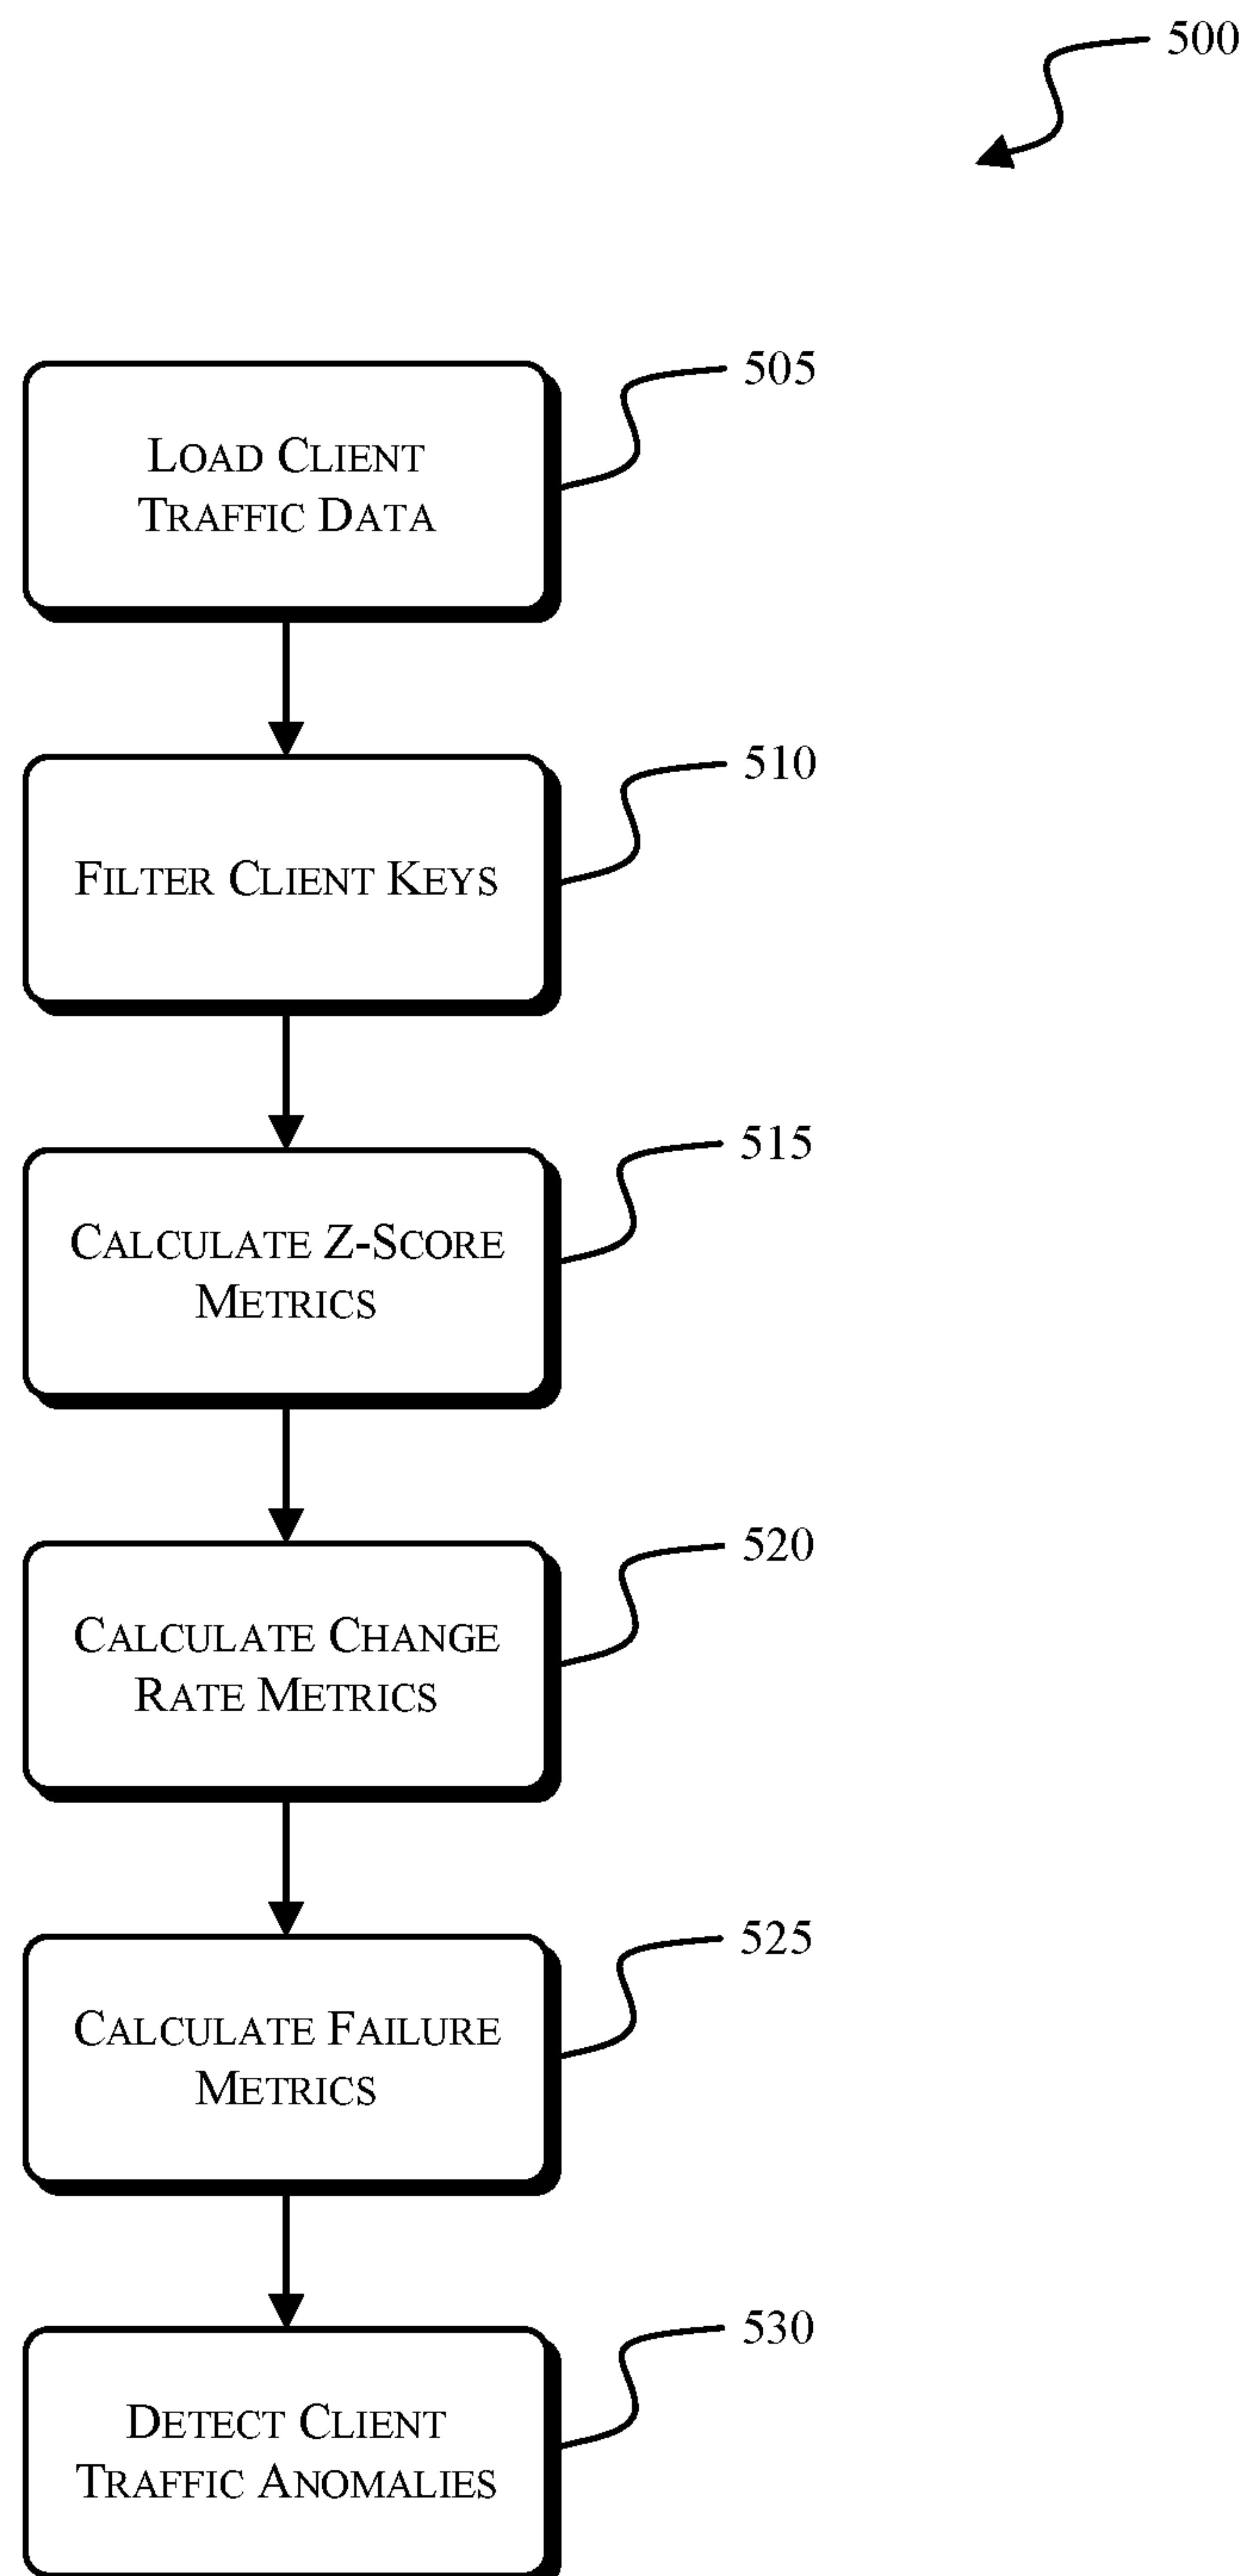 500
LOAD CLIENT
TRAFFIC DATA
505
FILTER CLIENT KEYS
510
CALCULATE Z-SCORE
METRICS
515
CALCULATE CHANGE
RATE METRICS
520
CALCULATE FAILURE
METRICS
525
DETECT CLIENT
TRAFFIC ANOMALIES
530